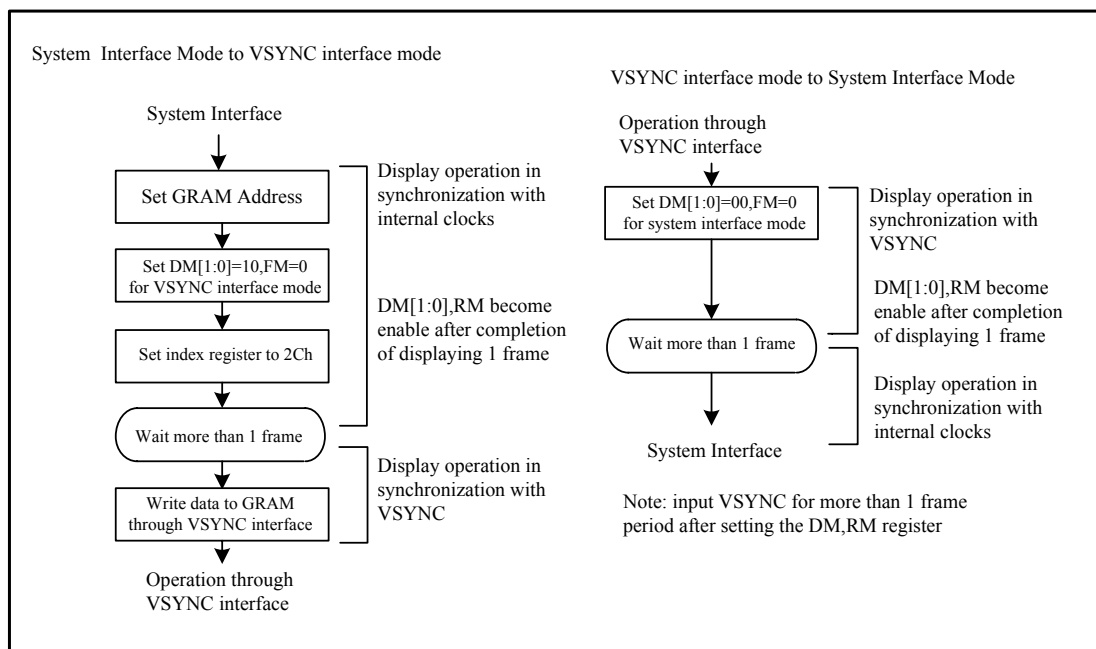 System Interface Mode to VSYNC interface mode
System Interface
Set GRAM Address
Set DM[1:0]=10,FM=0
for VSYNC interface mode
Set index register to 2Ch
Wait more than 1 frame
Write data to GRAM
through VSYNC interface
Operation through
VSYNC interface
Display operation in
synchronization with
internal clocks
DM[1:0],RM become
enable after completion
of displaying 1 frame
Display operation in
synchronization with
VSYNC
VSYNC interface mode to System Interface Mode
Operation through
VSYNC interface
Set DM[1:0]=00,FM=0
for system interface mode
Wait more than 1 frame
System Interface
Display operation in
synchronization with
VSYNC
DM[1:0],RM become
enable after completion
of displaying 1 frame
Display operation in
synchronization with
internal clocks
Note: input VSYNC for more than 1 frame
period after setting the DM,RM register